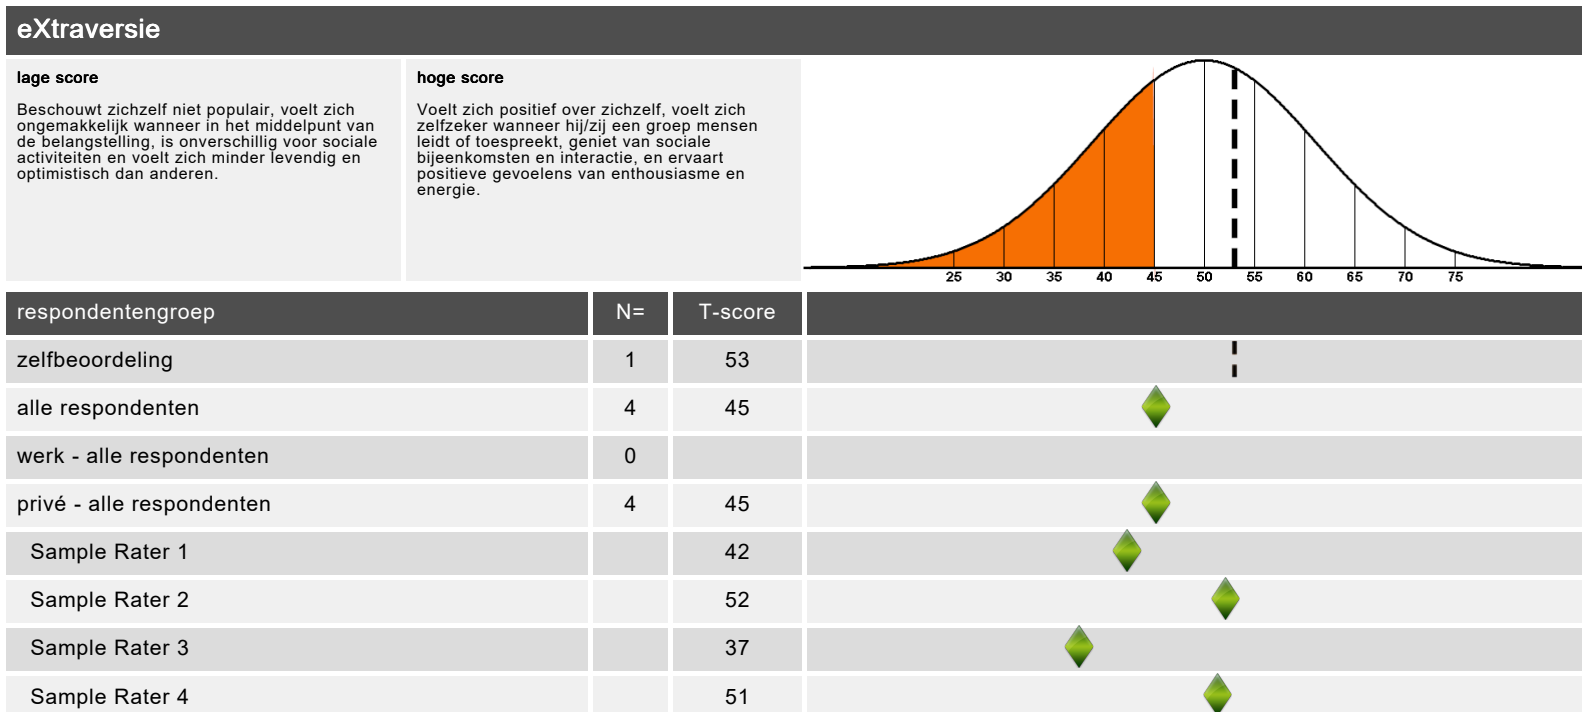 eXtraversie
lage score
Beschouwt zichzelf niet populair, voelt zich
ongemakkelijk wanneer in het middelpunt van
de belangstelling, is onverschillig voor sociale
activiteiten en voelt zich minder levendig en
optimistisch dan anderen.
hoge score
Voelt zich positief over zichzelf, voelt zich
zelfzeker wanneer hij/zij een groep mensen
leidt of toespreekt, geniet van sociale
bijeenkomsten en interactie, en ervaart
positieve gevoelens van enthousiasme en
energie.
25 30 35 40 45 50 55 60 65 70 75
respondentengroep N= T-score
zelfbeoordeling 1 53
alle respondenten 4 45
werk - alle respondenten 0
privé - alle respondenten 4 45
Sample Rater 1 42
Sample Rater 2 52
Sample Rater 3 37
Sample Rater 4 51